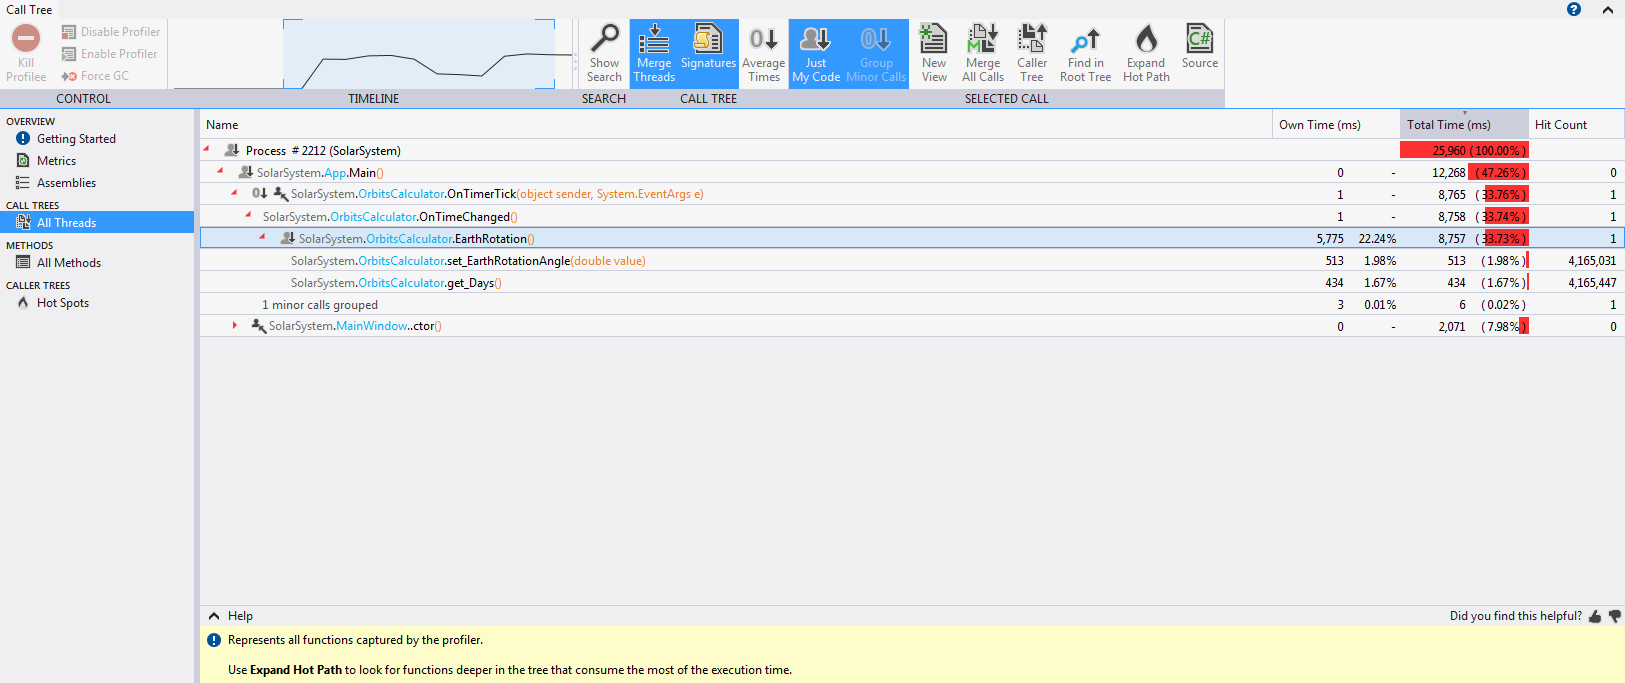 Call Tree
Kill Profilee
Disable Profiler
Enable Profiler
Force GC
Show Search
Merge Threads
Signatures
Average Times
Just My Code
Group Minor Calls
New View
Merge All Calls
Caller Tree
Find in Root Tree
Expand Hot Path
C#
Source
CONTROL TIMELINE SEARCH CALL TREE SELECTED CALL
OVERVIEW
Getting Started
Metrics
Assemblies
CALL TREES
All Threads
METHODS
All Methods
CALLER TREES
Hot Spots
Name Own Time (ms) Total Time (ms) Hit Count
Process # 2212 (SolarSystem) 25,960 (100.00%)
SolarSystem.App.Main() 0 - 12,268 (47.26%) 0
SolarSystem.OrbitsCalculator.OnTimerTick(object sender, System.EventArgs e) 1 - 8,765 (33.76%) 1
SolarSystem.OrbitsCalculator.OnTimeChanged() 1 - 8,758 (33.74%) 1
SolarSystem.OrbitsCalculator.EarthRotation() 5,775 22.24% 8,757 (33.73%) 1
SolarSystem.OrbitsCalculator.set_EarthRotationAngle(double value) 513 1.98% 513 (1.98%) 4,165,031
SolarSystem.OrbitsCalculator.get_Days() 434 1.67% 434 (1.67%) 4,165,447
1 minor calls grouped 3 0.01% 6 (0.02%) 1
SolarSystem.MainWindow..ctor() 0 - 2,071 (7.98%) 0
Help Did you find this helpful?
Represents all functions captured by the profiler.
Use Expand Hot Path to look for functions deeper in the tree that consume the most of the execution time.